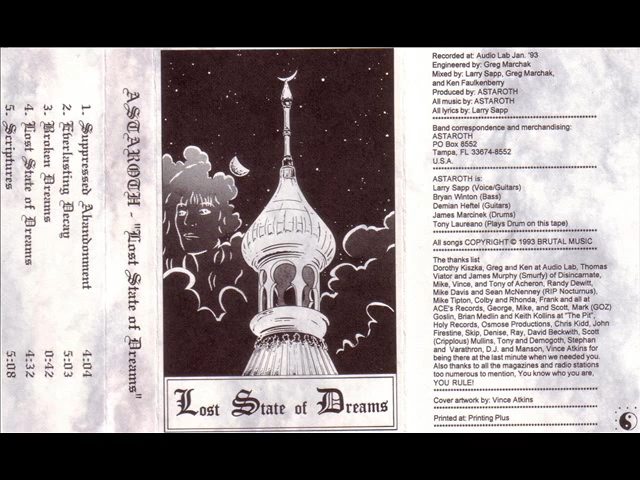 1. Suppressed Abandonment 4:04
2. Everlasting Decay 5:03
3. Broken Dreams 0:42
4. Lost State of Dreams 4:32
5. Scriptures 5:08
ASTAROTH - "Lost State of Dreams"
Lost State of Dreams
Recorded at: Audio Lab Jan. '93
Engineered by: Greg Marchak
Mixed by: Larry Sapp, Greg Marchak,
and Ken Faulkenberry
Produced by: ASTAROTH
All music by: ASTAROTH
All lyrics by: Larry Sapp
Band correspondence and merchandising:
ASTAROTH
PO Box 8552
Tampa, FL 33674-8552
U.S.A.
ASTAROTH is:
Larry Sapp (Voice/Guitars)
Bryan Winton (Bass)
Demian Heftel (Guitars)
James Marcinek (Drums)
Tony Laureano (Plays Drum on this tape)
All songs COPYRIGHT © 1993 BRUTAL MUSIC
The thanks list
Dorothy Kiszka, Greg and Ken at Audio Lab, Thomas
Viator and James Murphy (Smurfy) of Disincarnate,
Mike, Vince, and Tony of Acheron, Randy Dewitt,
Mike Davis and Sean McNenney (RIP Nocturnus),
Mike Tipton, Colby and Rhonda, Frank and all at
ACE's Records, George, Mike, and Scott, Mark (GOZ)
Goslin, Brian Medlin and Keith Kollins at "The Pit",
Holy Records, Osmose Productions, Chris Kidd, John
Firestine, Skip, Denise, Ray, David Beckwith, Scott
(Cripplous) Mullins, Tony and Demogoth, Stephan
and Varathron, D.J. and Manson, Vince Atkins for
being there at the last minute when we needed you.
Also thanks to all the magazines and radio stations
too numerous to mention, You know who you are,
YOU RULE!
Cover artwork by: Vince Atkins
Printed at: Printing Plus